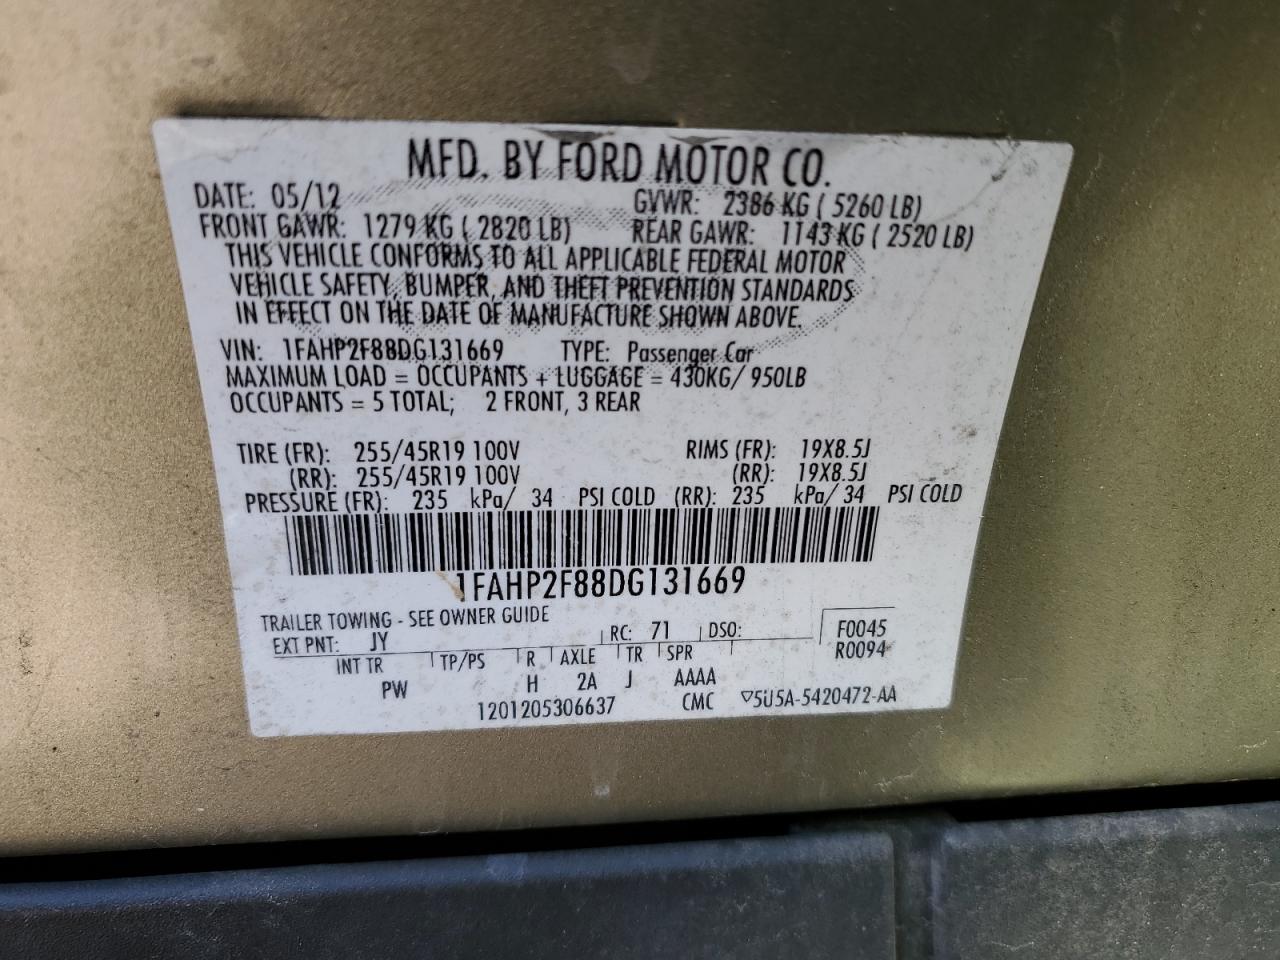 MFD. BY FORD MOTOR CO.
DATE: 05/12 GVWR: 2386 KG ( 5260 LB)
FRONT GAWR: 1279 KG ( 2820 LB) REAR GAWR: 1143 KG ( 2520 LB)
THIS VEHICLE CONFORMS TO ALL APPLICABLE FEDERAL MOTOR
VEHICLE SAFETY, BUMPER, AND THEFT PREVENTION STANDARDS
IN EFFECT ON THE DATE OF MANUFACTURE SHOWN ABOVE.
VIN: 1FAHP2F88DG131669 TYPE: Passenger Car
MAXIMUM LOAD = OCCUPANTS + LUGGAGE = 430KG/ 950LB
OCCUPANTS = 5 TOTAL; 2 FRONT, 3 REAR
TIRE (FR): 255/45R19 100V RIMS (FR): 19X8.5J
(RR): 255/45R19 100V (RR): 19X8.5J
PRESSURE (FR): 235 kPa/ 34 PSI COLD (RR): 235 kPa/ 34 PSI COLD
1FAHP2F88DG131669
TRAILER TOWING - SEE OWNER GUIDE
EXT PNT: JY RC: 71 DSO: F0045
INT TR TP/PS R AXLE TR SPR R0094
PW H 2A J AAAA
1201205306637 CMC ▽5U5A-5420472-AA